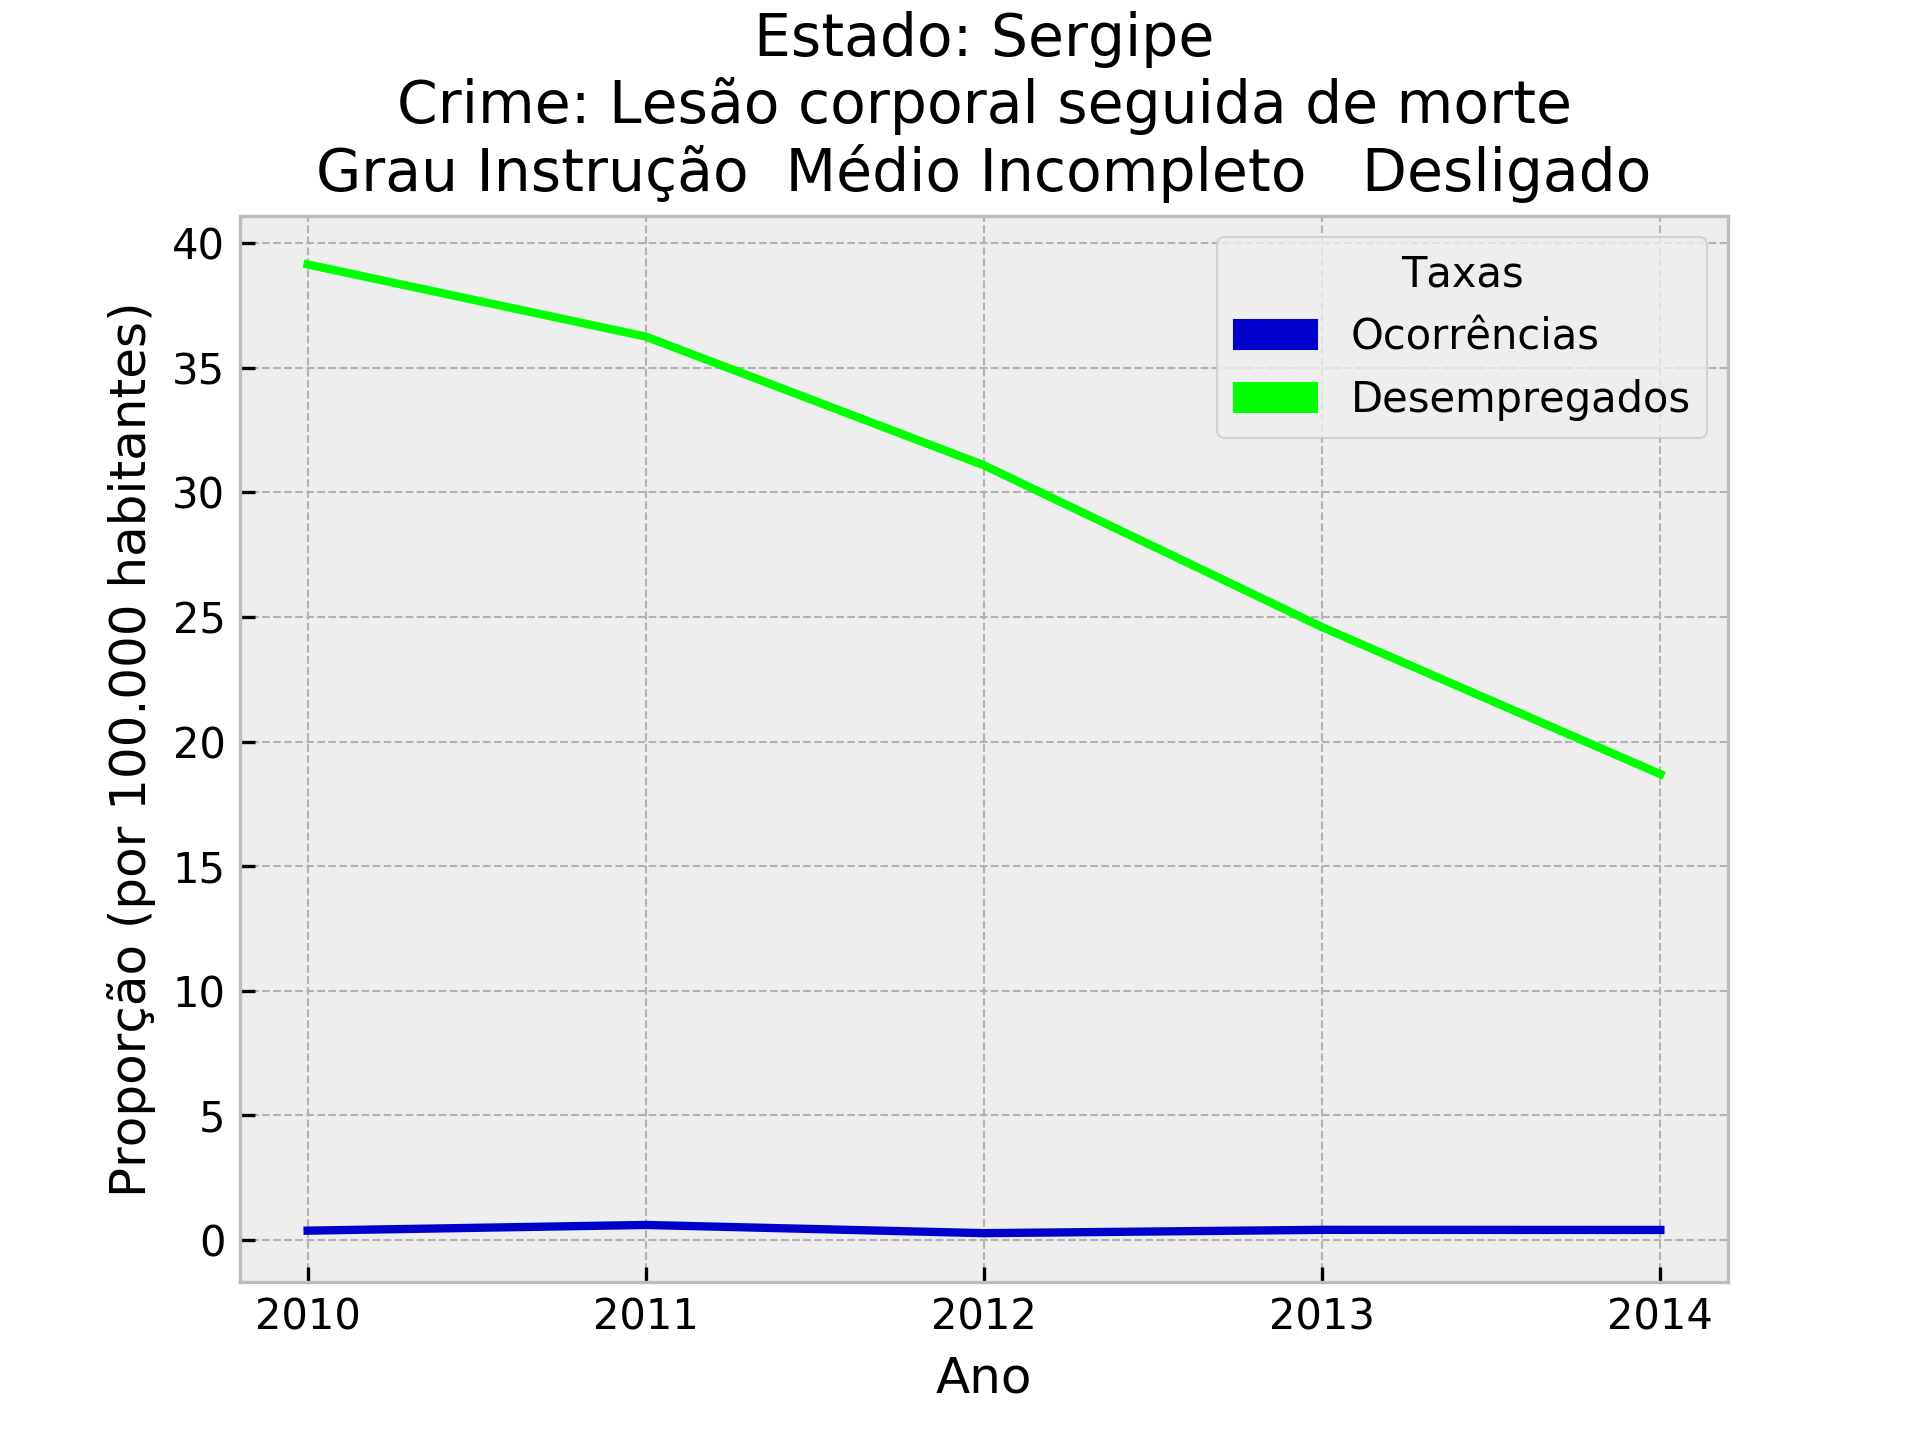 Estado: Sergipe
Crime: Lesão corporal seguida de morte
Grau Instrução  Médio Incompleto   Desligado
Taxas
Ocorrências
Desempregados
Proporção (por 100.000 habitantes)
40
35
30
25
20
15
10
5
0
2010 2011 2012 2013 2014
Ano